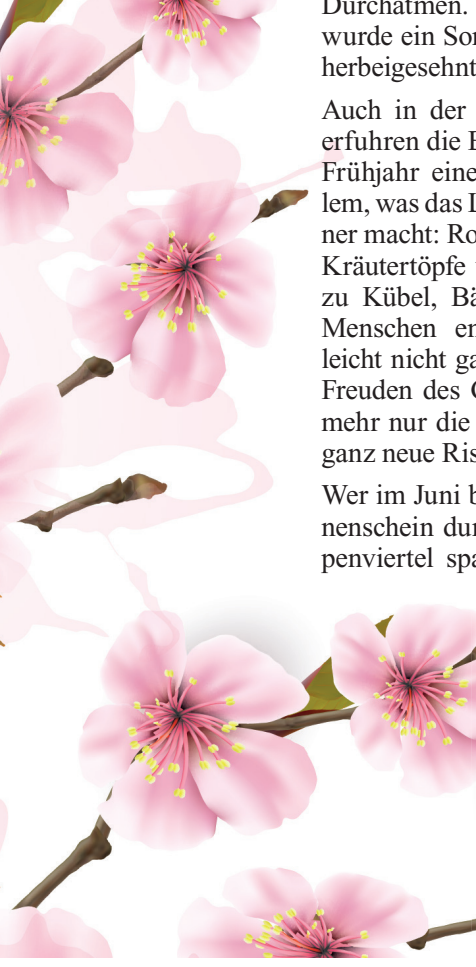 Durchatmen.
wurde ein Son
herbeigesehnt
Auch in der
erfuhren die B
Frühjahr eine
lem, was das L
ner macht: Ro
Kräutertöpfe
zu Kübel, Bä
Menschen en
leicht nicht ga
Freuden des G
mehr nur die
ganz neue Ris
Wer im Juni b
nenschein dur
penviertel spa